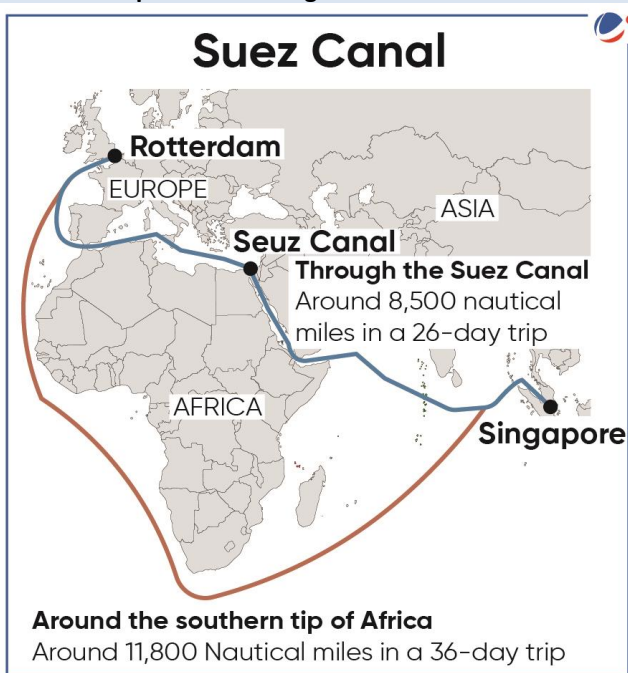 Suez Canal
Rotterdam
EUROPE
ASIA
Seuz Canal
Through the Suez Canal
Around 8,500 nautical
miles in a 26-day trip
AFRICA
Singapore
Around the southern tip of Africa
Around 11,800 Nautical miles in a 36-day trip